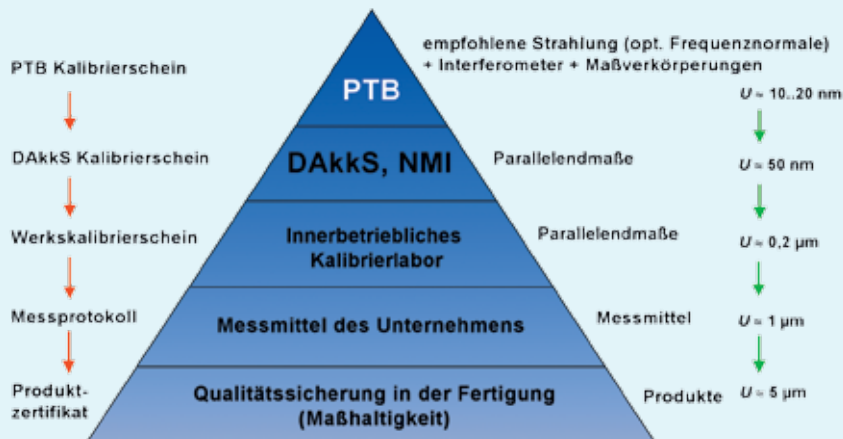 empfohlene Strahlung (opt. Frequenznormale)
+ Interferometer + Maßverkörperungen
PTB Kalibrierschein
PTB
U ≈ 10..20 nm
DAkkS Kalibrierschein
DAkkS, NMI
Parallelendmaße
U ≈ 50 nm
Werkskalibrierschein
Innerbetriebliches
Kalibrierlabor
Parallelendmaße
U ≈ 0,2 µm
Messprotokoll
Messmittel des Unternehmens
Messmittel
U ≈ 1 µm
Produkt-
zertifikat
Qualitätssicherung in der Fertigung
(Maßhaltigkeit)
Produkte
U ≈ 5 µm